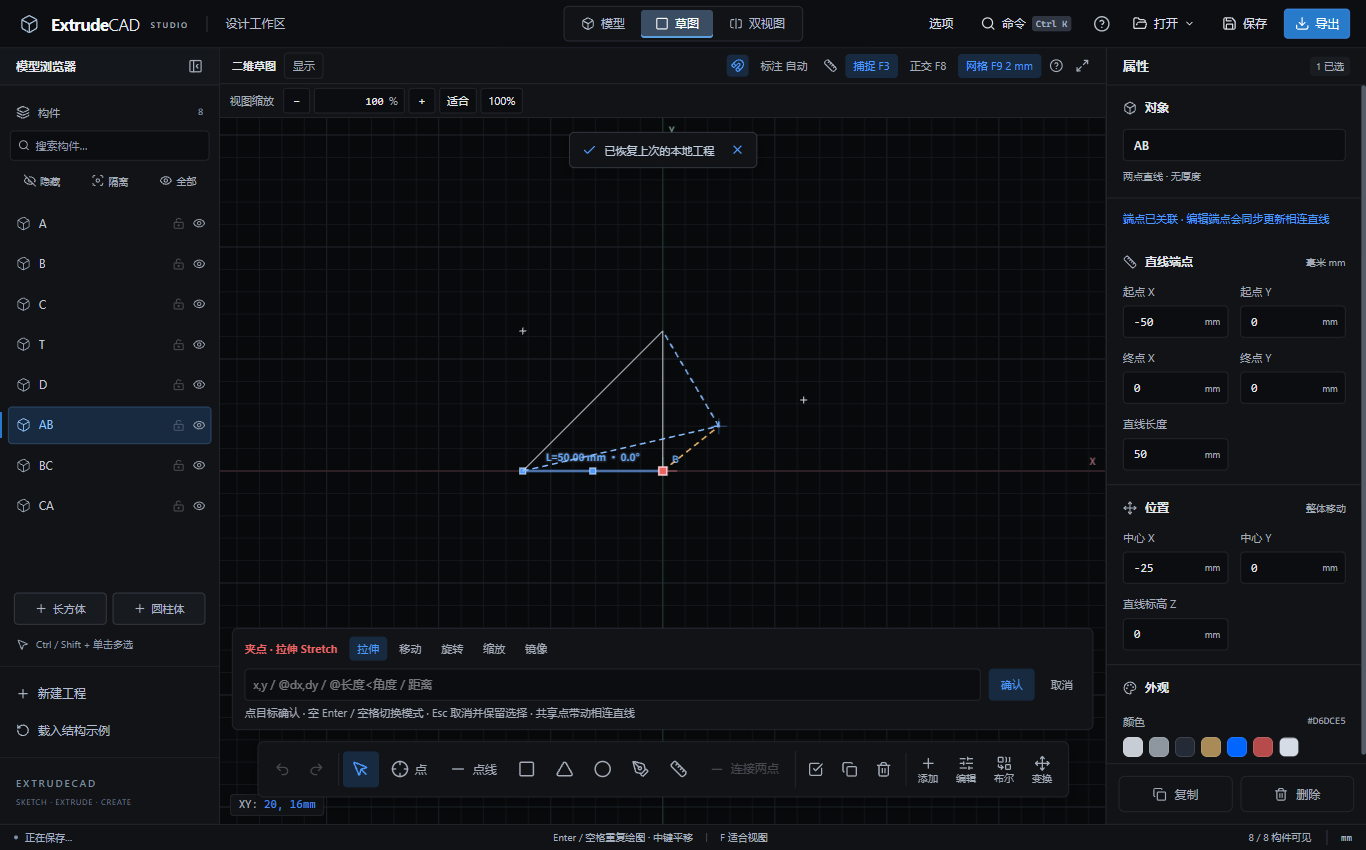 ExtrudeCAD STUDIO 设计工作区
模型 草图 双视图
选项 命令 Ctrl K 打开 保存 导出
模型浏览器
构件 8
搜索构件...
隐藏 隔离 全部
A
B
C
T
D
AB
BC
CA
长方体 圆柱体
Ctrl / Shift + 单击多选
新建工程
载入结构示例
EXTRUDECAD
SKETCH · EXTRUDE · CREATE
二维草图 显示 标注 自动 捕捉 F3 正交 F8 网格 F9 2 mm
视图缩放 − 100 % + 适合 100%
Y
已恢复上次的本地工程
L=50.00 mm · 0.0°
B
X
夹点 · 拉伸 Stretch 拉伸 移动 旋转 缩放 镜像
x,y / @dx,dy / @长度<角度 / 距离 确认 取消
点目标确认 · 空 Enter / 空格切换模式 · Esc 取消并保留选择 · 共享点带动相连直线
点 点线 连接两点 添加 编辑 布尔 变换
XY: 20, 16mm
属性 1 已选
对象
AB
两点直线 · 无厚度
端点已关联 · 编辑端点会同步更新相连直线
直线端点 毫米 mm
起点 X 起点 Y
-50 mm 0 mm
终点 X 终点 Y
0 mm 0 mm
直线长度
50 mm
位置 整体移动
中心 X 中心 Y
-25 mm 0 mm
直线标高 Z
0 mm
外观
颜色 #D6DCE5
复制 删除
正在保存... Enter / 空格重复绘图 · 中键平移 F 适合视图 8 / 8 构件可见 mm